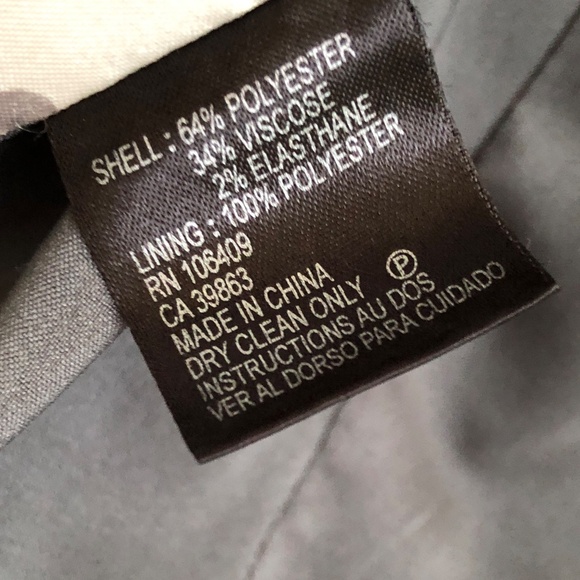 SHELL : 64% POLYESTER
34% VISCOSE
2% ELASTHANE
LINING : 100% POLYESTER
RN 106409
CA 39863
MADE IN CHINA
DRY CLEAN ONLY Ⓟ
INSTRUCTIONS AU DOS
VER AL DORSO PARA CUIDADO